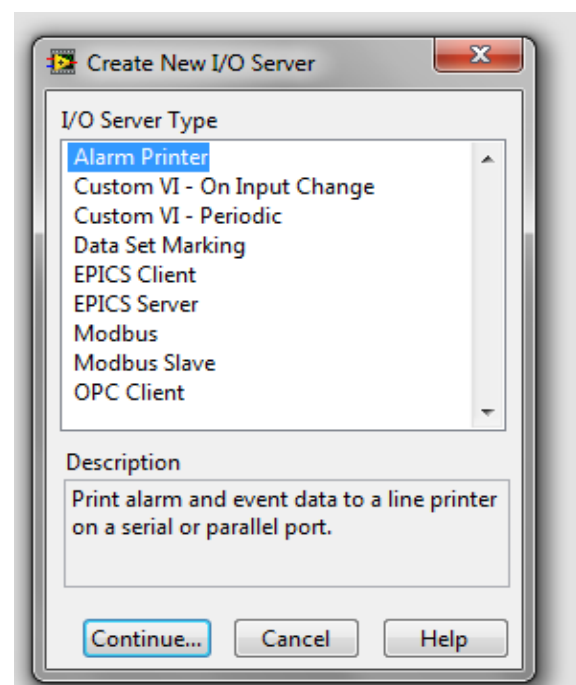 Create New I/O Server
I/O Server Type
Alarm Printer
Custom VI - On Input Change
Custom VI - Periodic
Data Set Marking
EPICS Client
EPICS Server
Modbus
Modbus Slave
OPC Client
Description
Print alarm and event data to a line printer
on a serial or parallel port.
Continue... Cancel Help